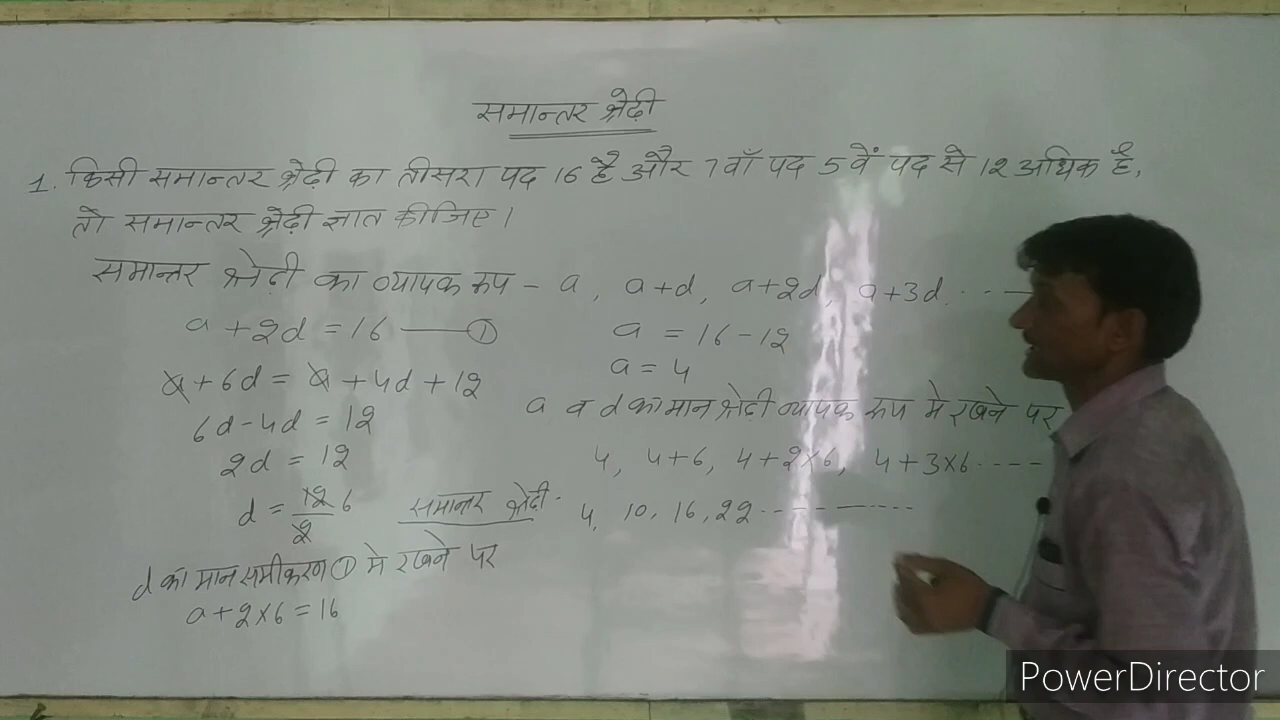 समान्तर श्रेढ़ी
1. किसी समान्तर श्रेढ़ी का तीसरा पद 16 है और 7 वाँ पद 5 वें पद से 12 अधिक है,
तो समान्तर श्रेढ़ी ज्ञात कीजिए।
समान्तर श्रेढ़ी का व्यापक रूप - a, a+d, a+2d, a+3d, ---
a + 2d = 16 —— ①
a + 6d = a + 4d + 12
6d - 4d = 12
2d = 12
d = 12/2 6
d का मान समीकरण ① मे रखने पर
a + 2×6 = 16
a = 16 - 12
a = 4
a व d का मान श्रेढी व्यापक रूप मे रखने पर
4, 4+6, 4+2×6, 4+3×6 ----
समान्तर श्रेढी - 4, 10, 16, 22 --------
PowerDirector